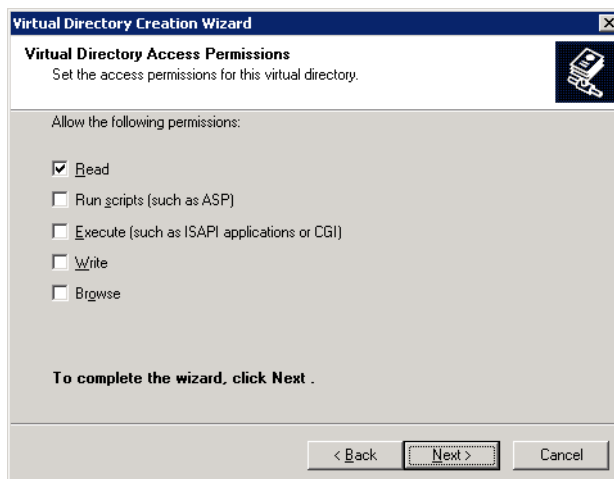 Virtual Directory Creation Wizard
Virtual Directory Access Permissions
Set the access permissions for this virtual directory.
Allow the following permissions:
Read
Run scripts (such as ASP)
Execute (such as ISAPI applications or CGI)
Write
Browse
To complete the wizard, click Next .
< Back Next > Cancel